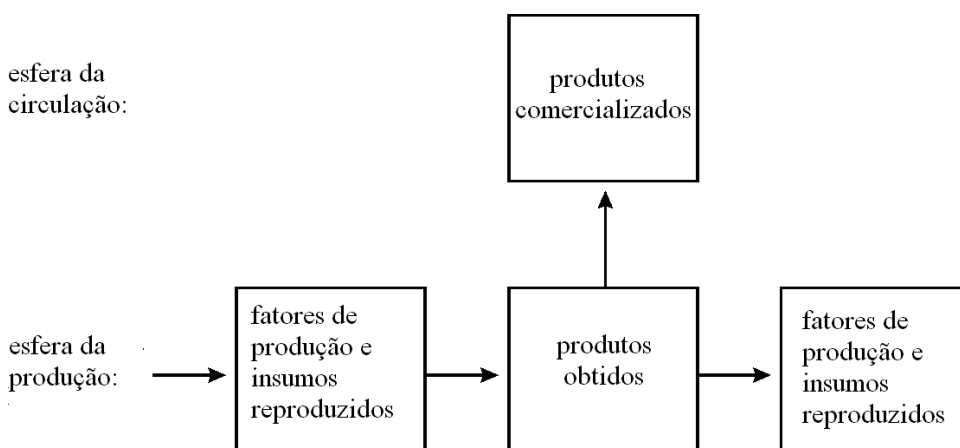 esfera da
circulação:
produtos
comercializados
esfera da
produção:
fatores de
produção e
insumos
reproduzidos
produtos
obtidos
fatores de
produção e
insumos
reproduzidos